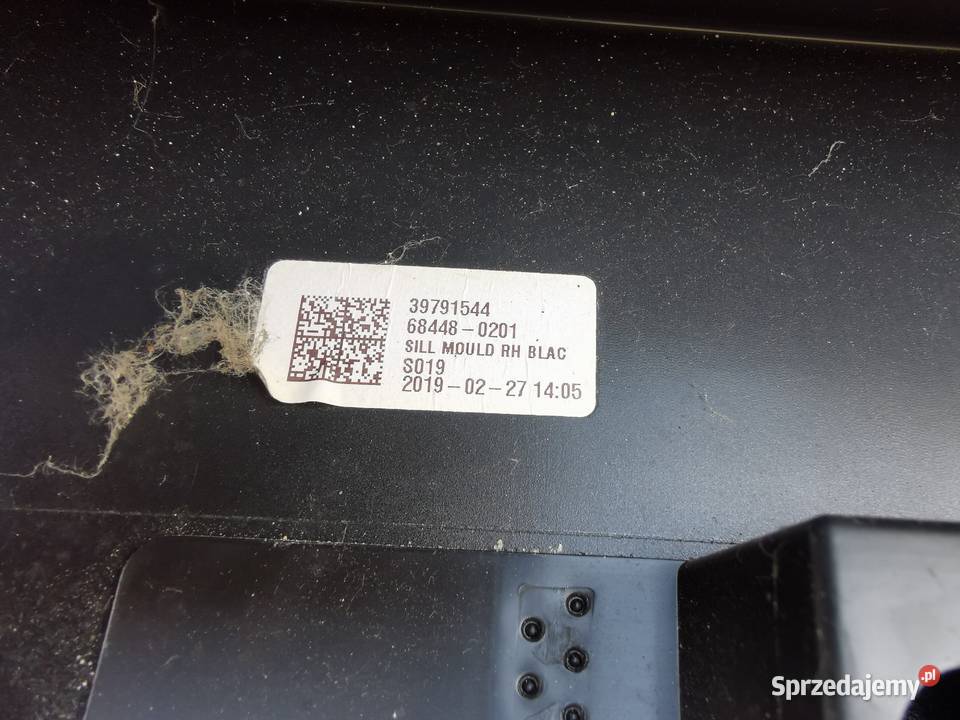 39791544
68448-0201
SILL MOULD RH BLAC
S019
2019-02-27 14:05
Sprzedajemy.pl